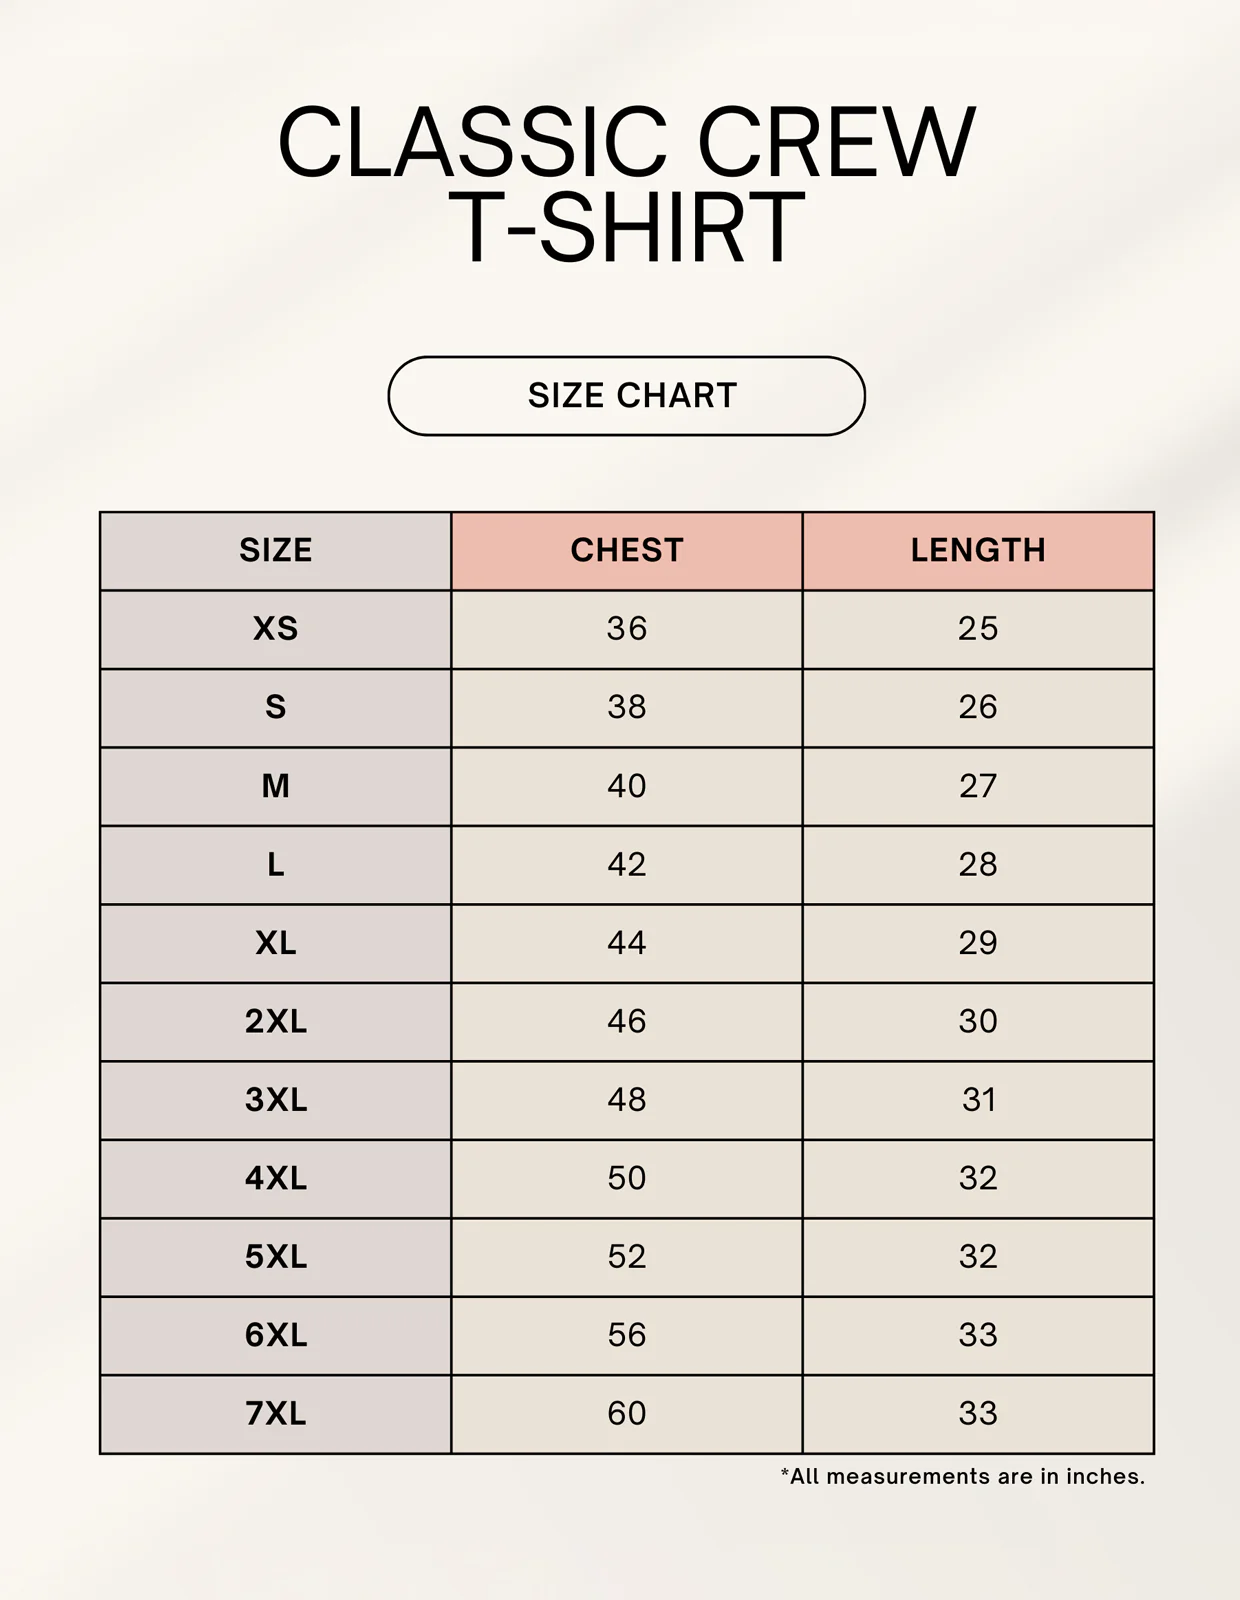 CLASSIC CREW
T-SHIRT
SIZE CHART
SIZE CHEST LENGTH
XS 36 25
S 38 26
M 40 27
L 42 28
XL 44 29
2XL 46 30
3XL 48 31
4XL 50 32
5XL 52 32
6XL 56 33
7XL 60 33
*All measurements are in inches.